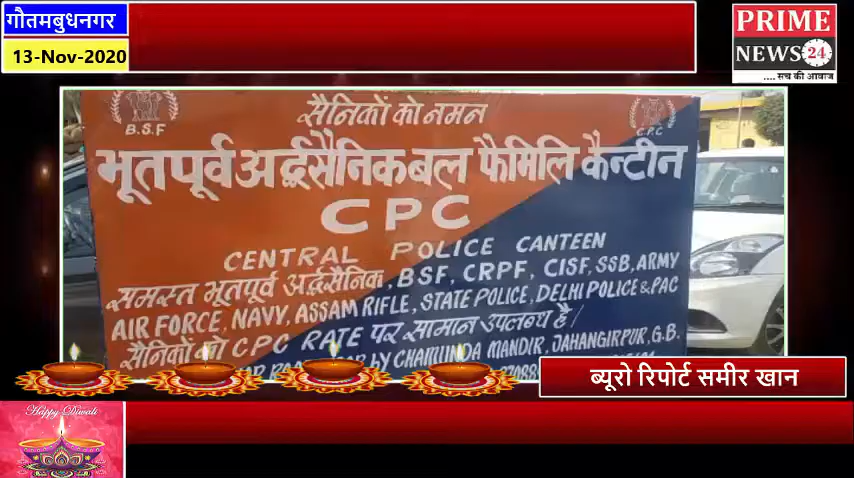 गौतमबुधनगर
13-Nov-2020
PRIME
NEWS 24
.... सच की आवाज
सैनिकों को नमन
B.S.F
C.P.C
भूतपूर्व अर्द्धसैनिक बल फैमिलि कैन्टीन
CPC
CENTRAL POLICE CANTEEN
समस्त भूतपूर्व अर्द्धसैनिक, BSF, CRPF, CISF, SSB, ARMY
AIR FORCE, NAVY, ASSAM RIFLE, STATE POLICE, DELHI POLICE & PAC
सैनिकों को CPC RATE पर सामान उपलब्ध है।
by CHAMUNDA MANDIR, JAHANGIRPUR, G.B.
ब्यूरो रिपोर्ट समीर खान
Happy Diwali